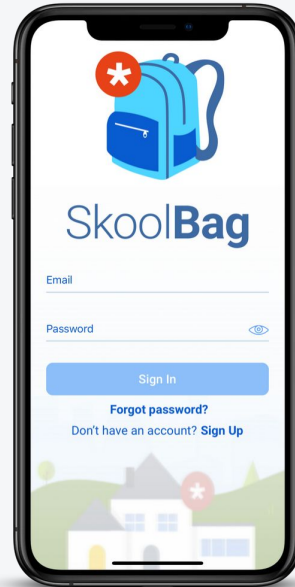 SkoolBag
Email
Password
Sign In
Forgot password?
Don't have an account? Sign Up